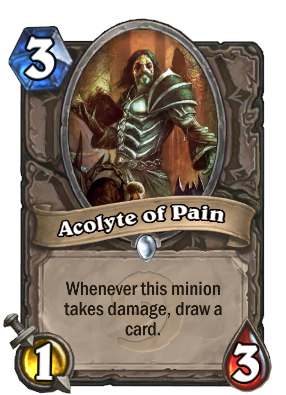 3
Acolyte of Pain
Whenever this minion
takes damage, draw a
card.
1
3